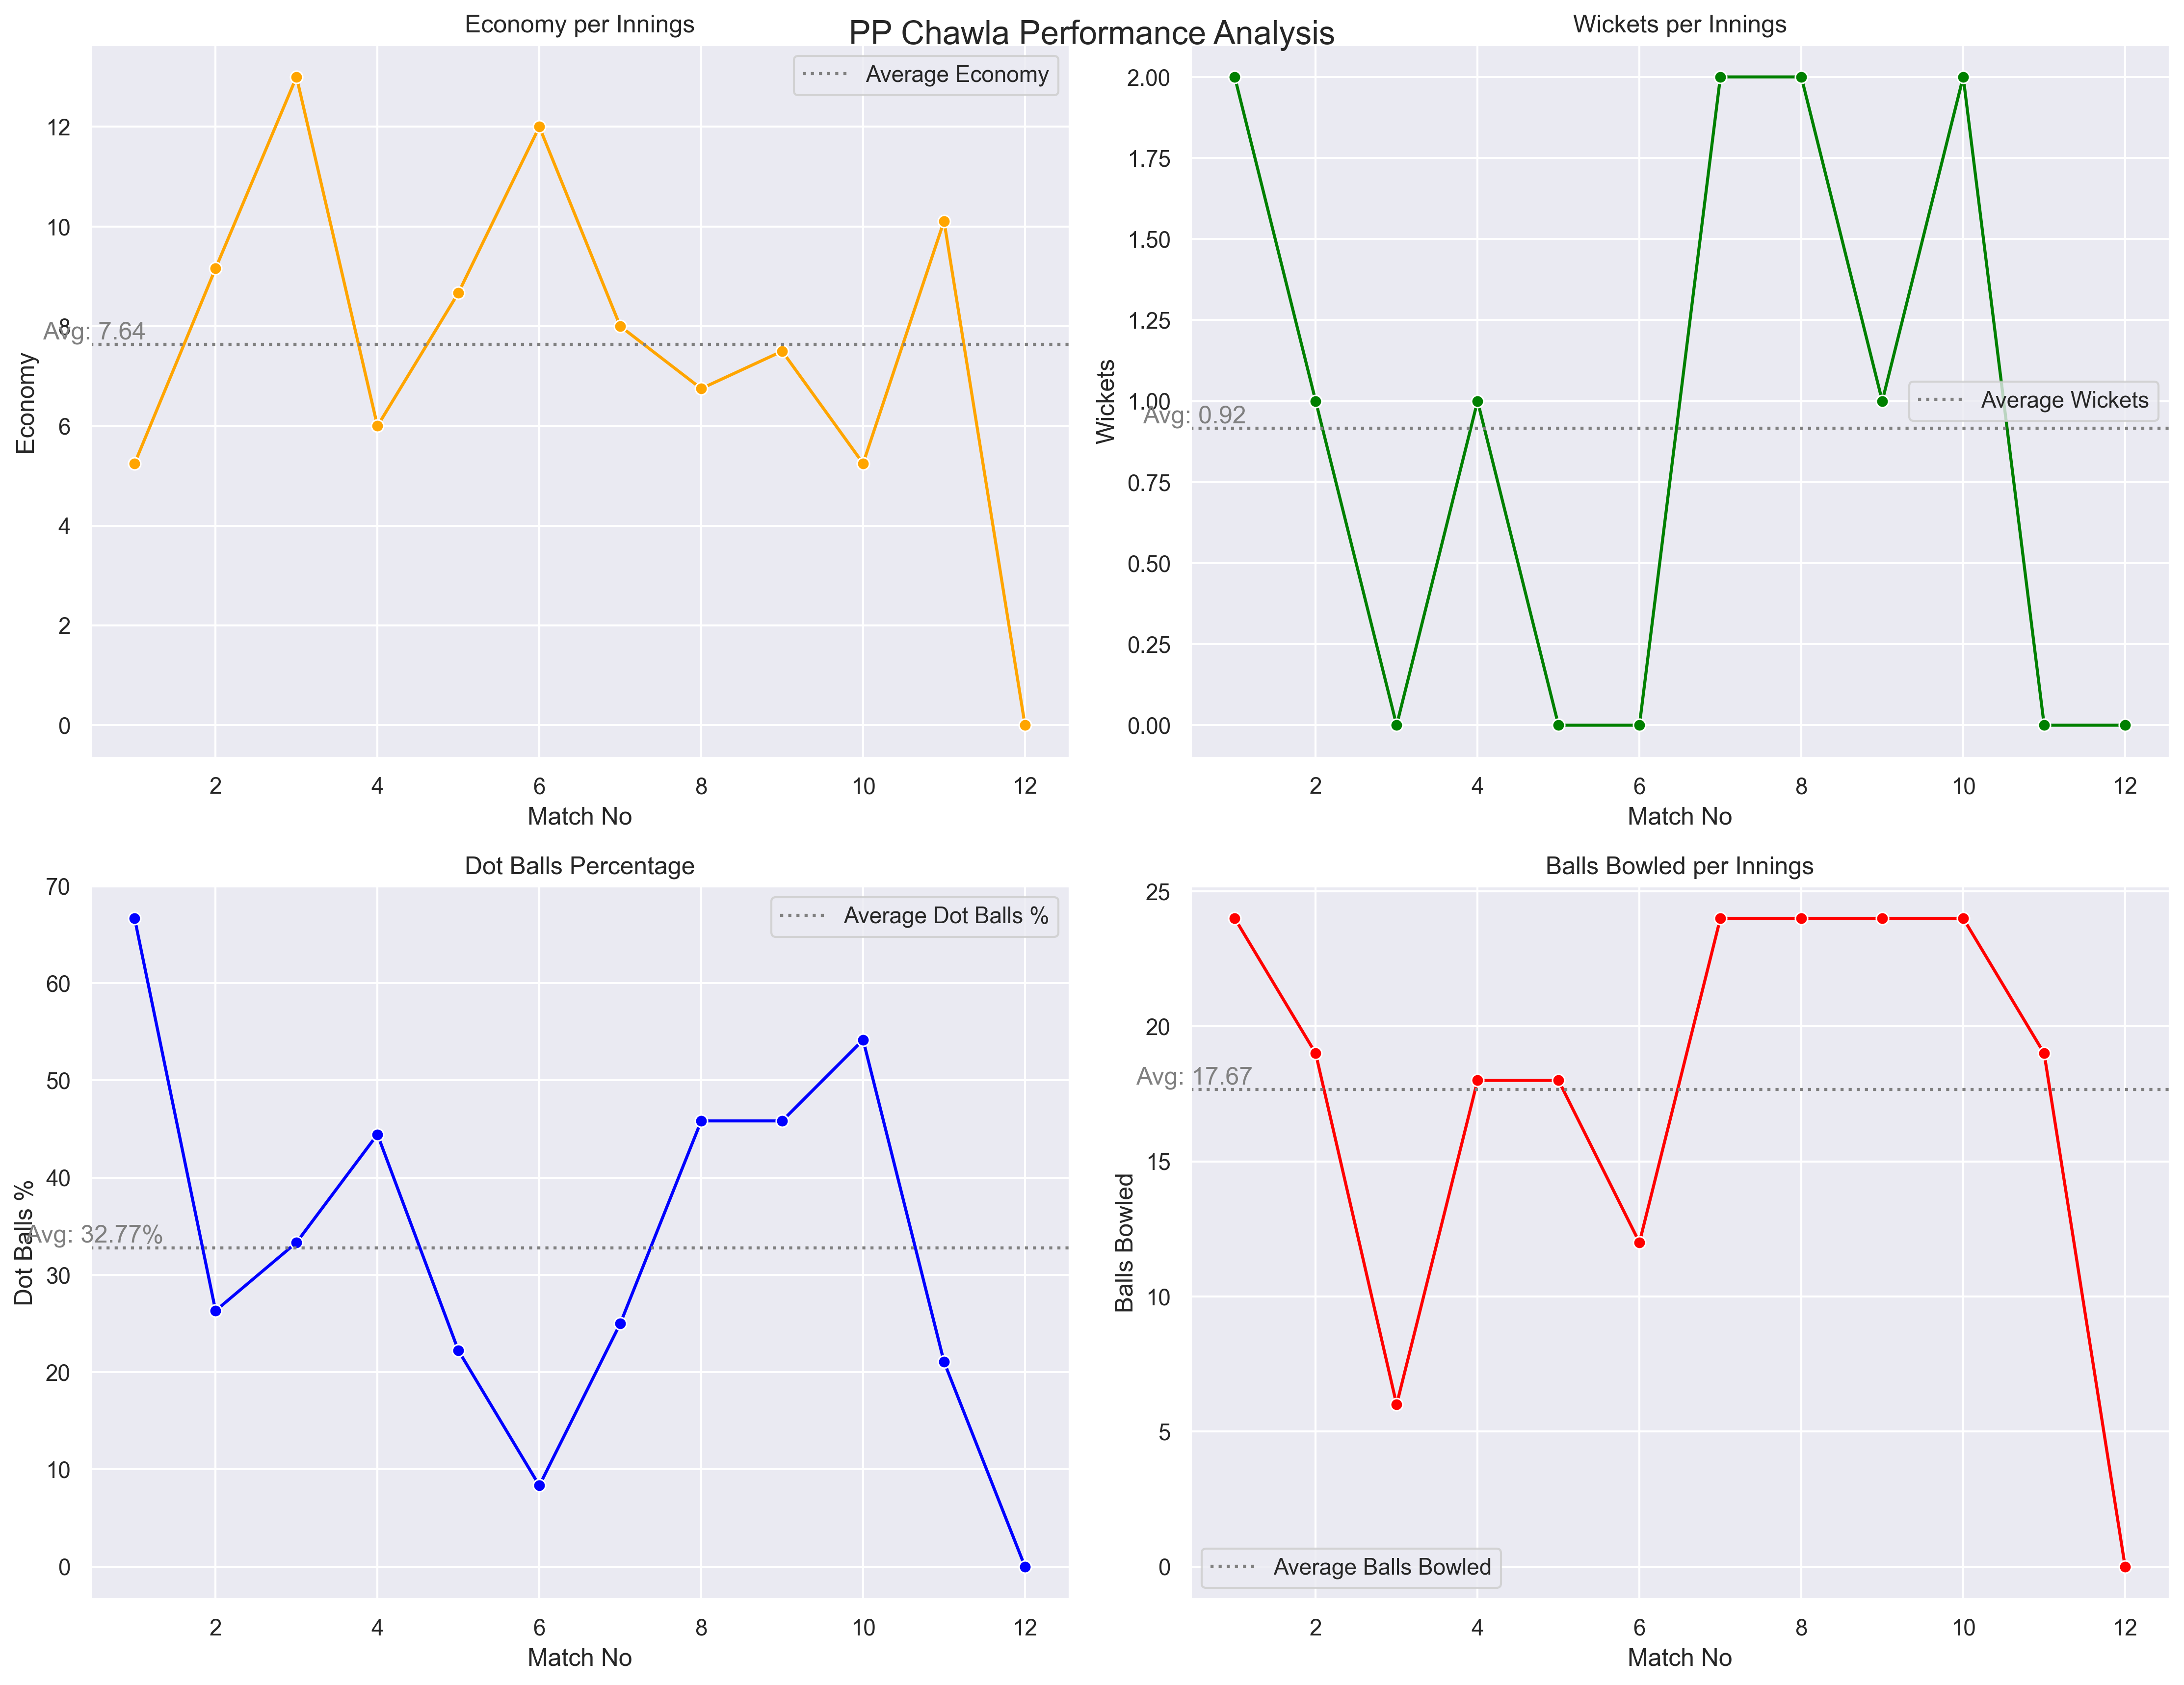 PP Chawla Performance Analysis
Economy per Innings
Average Economy
12
10
8
6
4
2
0
Avg: 7.64
Economy
2 4 6 8 10 12
Match No
Wickets per Innings
Average Wickets
2.00
1.75
1.50
1.25
1.00
0.75
0.50
0.25
0.00
Avg: 0.92
Wickets
2 4 6 8 10 12
Match No
Dot Balls Percentage
Average Dot Balls %
70
60
50
40
30
20
10
0
Avg: 32.77%
Dot Balls %
2 4 6 8 10 12
Match No
Balls Bowled per Innings
25
20
15
10
5
0
Avg: 17.67
Balls Bowled
Average Balls Bowled
2 4 6 8 10 12
Match No